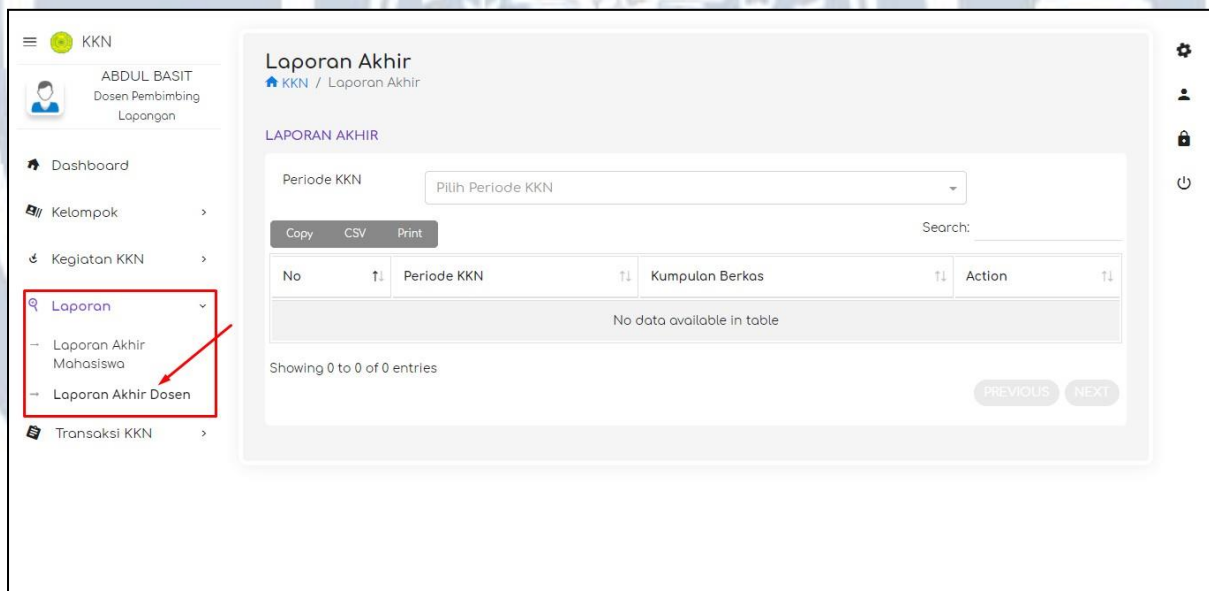 KKN
ABDUL BASIT
Dosen Pembimbing
Lapangan
Dashboard
Kelompok
Kegiatan KKN
Laporan
Laporan Akhir
Mahasiswa
Laporan Akhir Dosen
Transaksi KKN
Laporan Akhir
KKN / Laporan Akhir
LAPORAN AKHIR
Periode KKN
Pilih Periode KKN
Copy CSV Print
Search:
No Periode KKN Kumpulan Berkas Action
No data available in table
Showing 0 to 0 of 0 entries
PREVIOUS NEXT